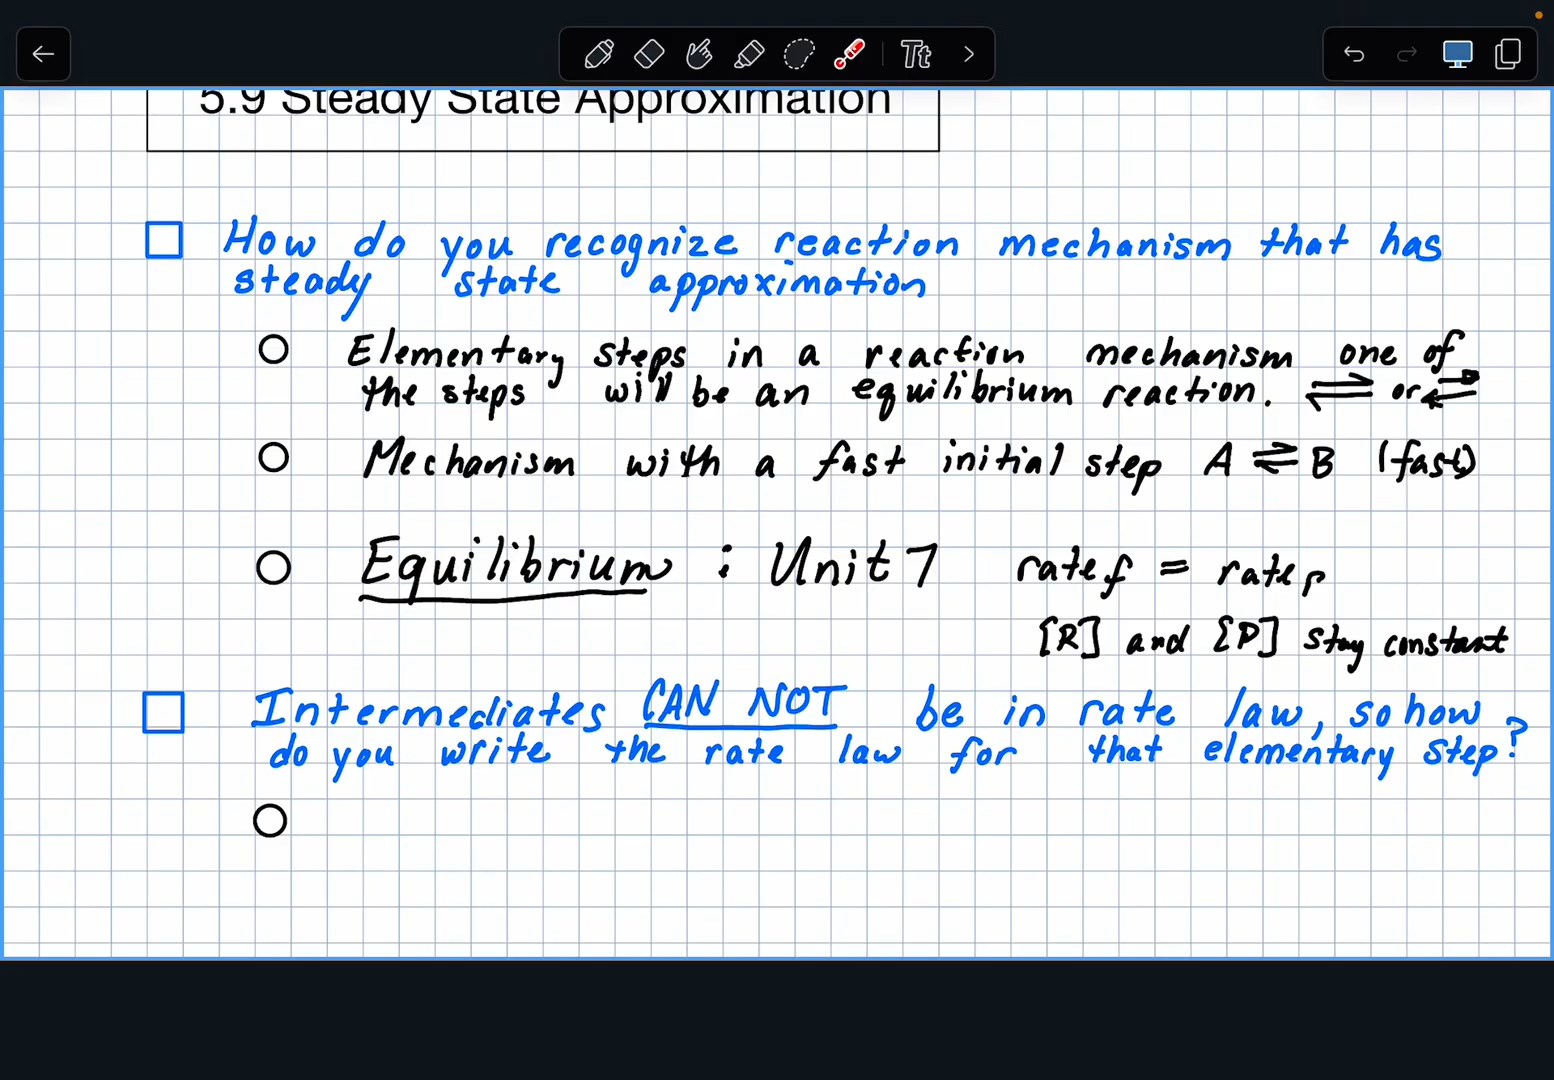 Tt
5.9 Steady State Approximation
How do you recognize reaction mechanism that has
steady state approximation
Elementary steps in a reaction mechanism one of
the steps will be an equilibrium reaction. ⇌ or ⇄
Mechanism with a fast initial step A ⇌ B (fast)
Equilibrium : Unit 7 rate f = rate r
[R] and [P] stay constant
Intermediates CAN NOT be in rate law, so how
do you write the rate law for that elementary step?